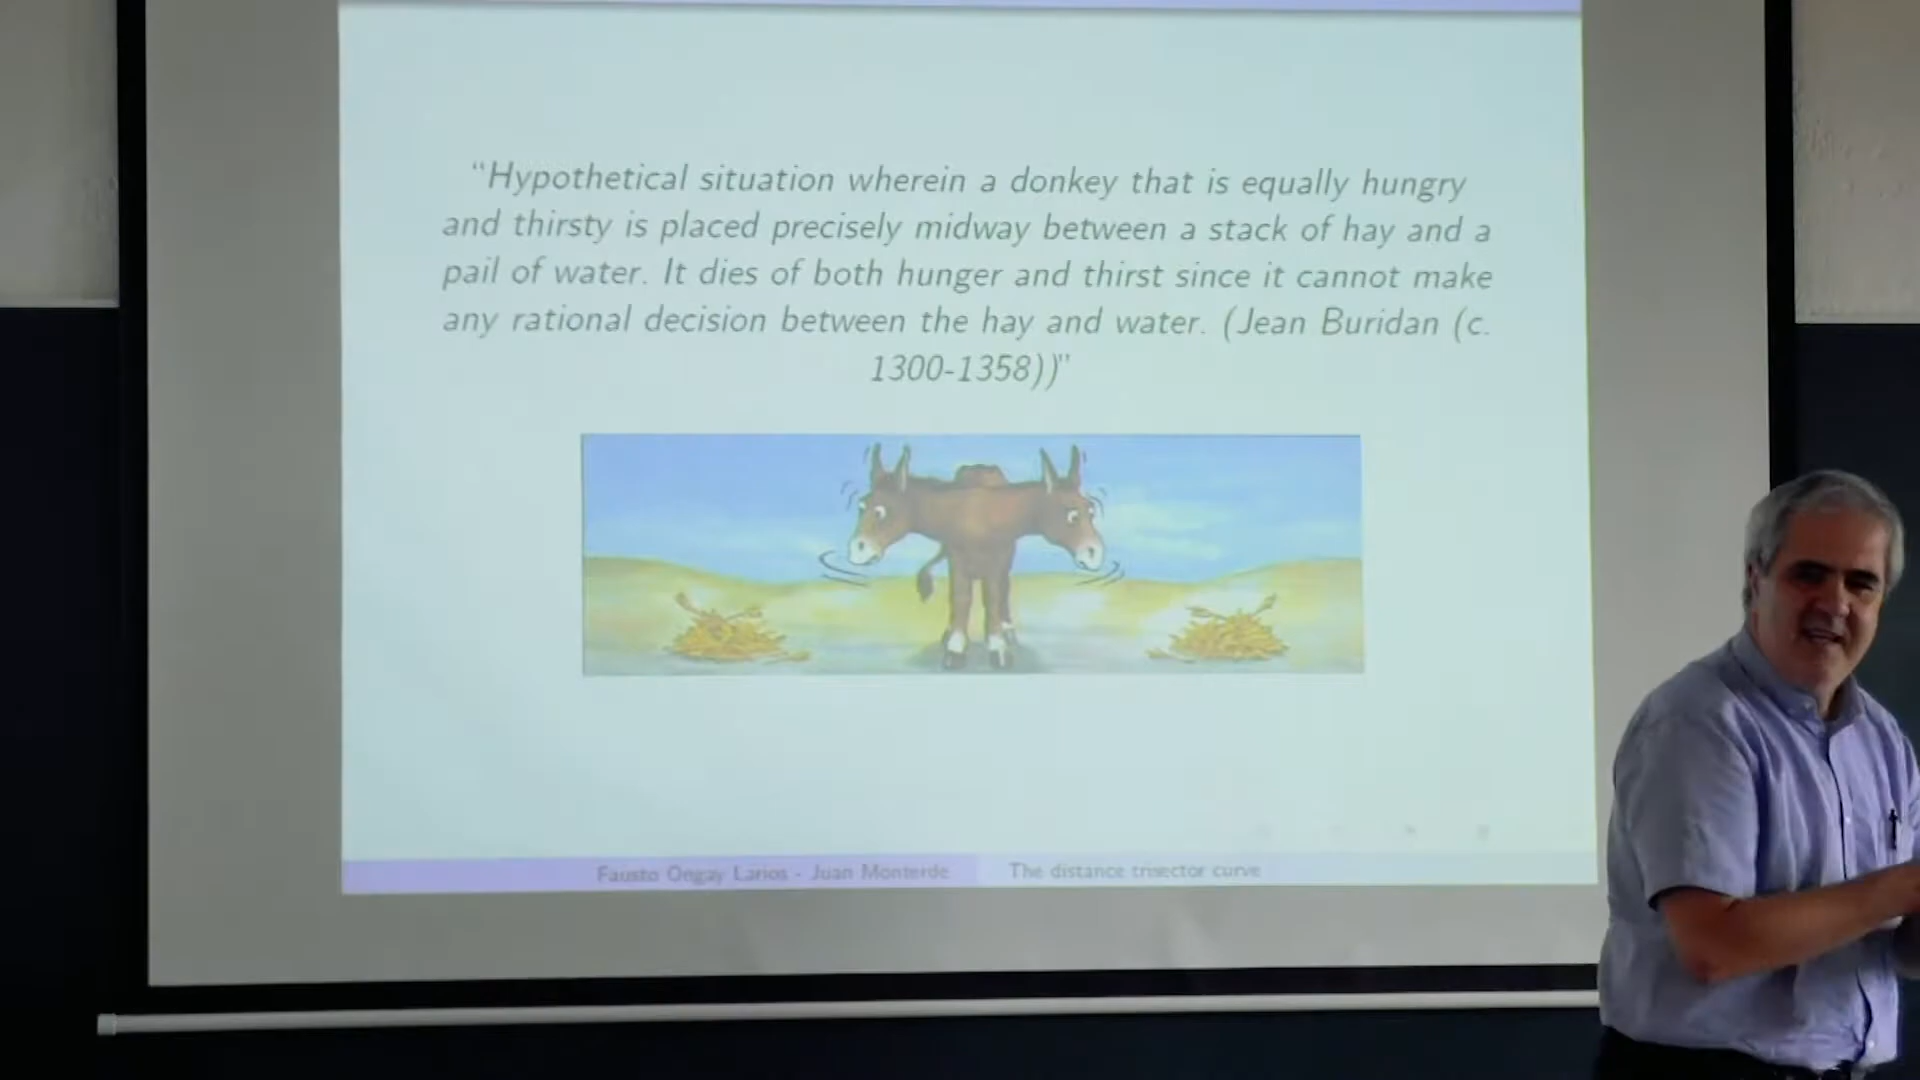 “Hypothetical situation wherein a donkey that is equally hungry
and thirsty is placed precisely midway between a stack of hay and a
pail of water. It dies of both hunger and thirst since it cannot make
any rational decision between the hay and water. (Jean Buridan (c.
1300-1358))”
Fausto Ongay Larios - Juan Monterde The distance trisector curve